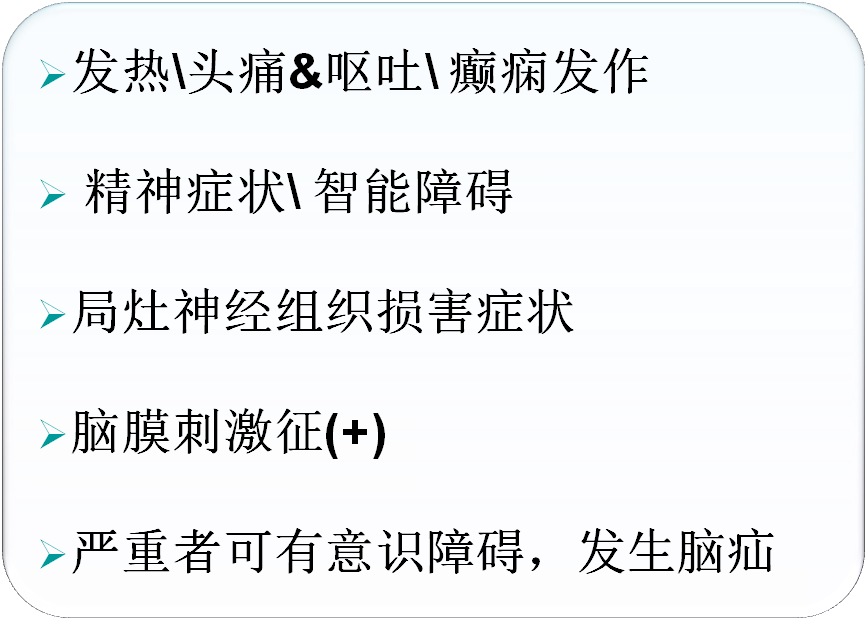 发热\头痛&呕吐\ 癫痫发作
精神症状\ 智能障碍
局灶神经组织损害症状
脑膜刺激征(+)
严重者可有意识障碍，发生脑疝